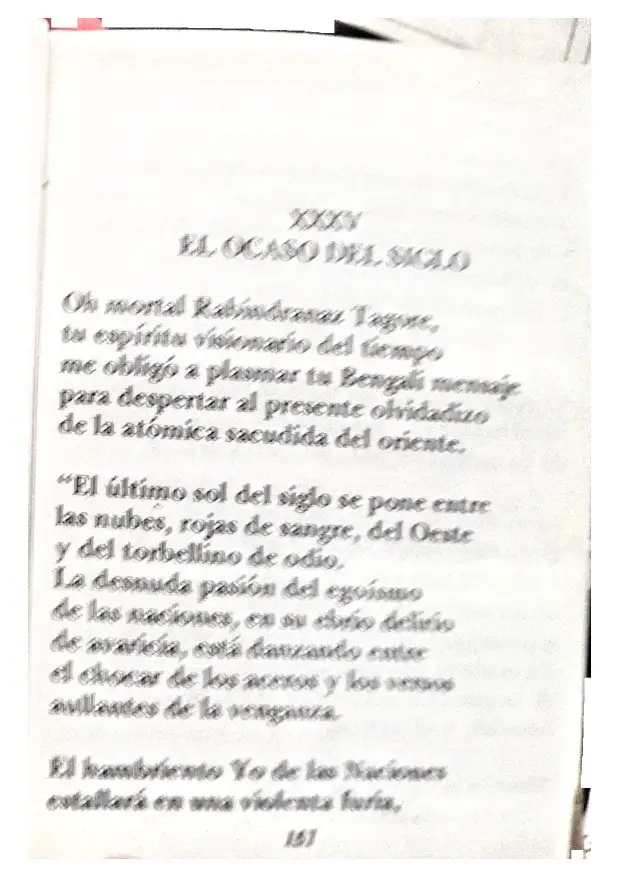 XXXV
EL OCASO DEL SIGLO
Oh mortal Rabindranaz Tagore,
tu espíritu visionario del tiempo
me obligó a plasmar tu Bengalí mensaje
para despertar al presente olvidadizo
de la atómica sacudida del oriente.
“El último sol del siglo se pone entre
las nubes, rojas de sangre, del Oeste
y del torbellino de odio.
La desnuda pasión del egoísmo
de las naciones, en su ebrio delirio
de avaricia, está danzando entre
el chocar de los aceros y los versos
aullantes de la venganza.
El hambriento Yo de las Naciones
estallará en una violenta furia,